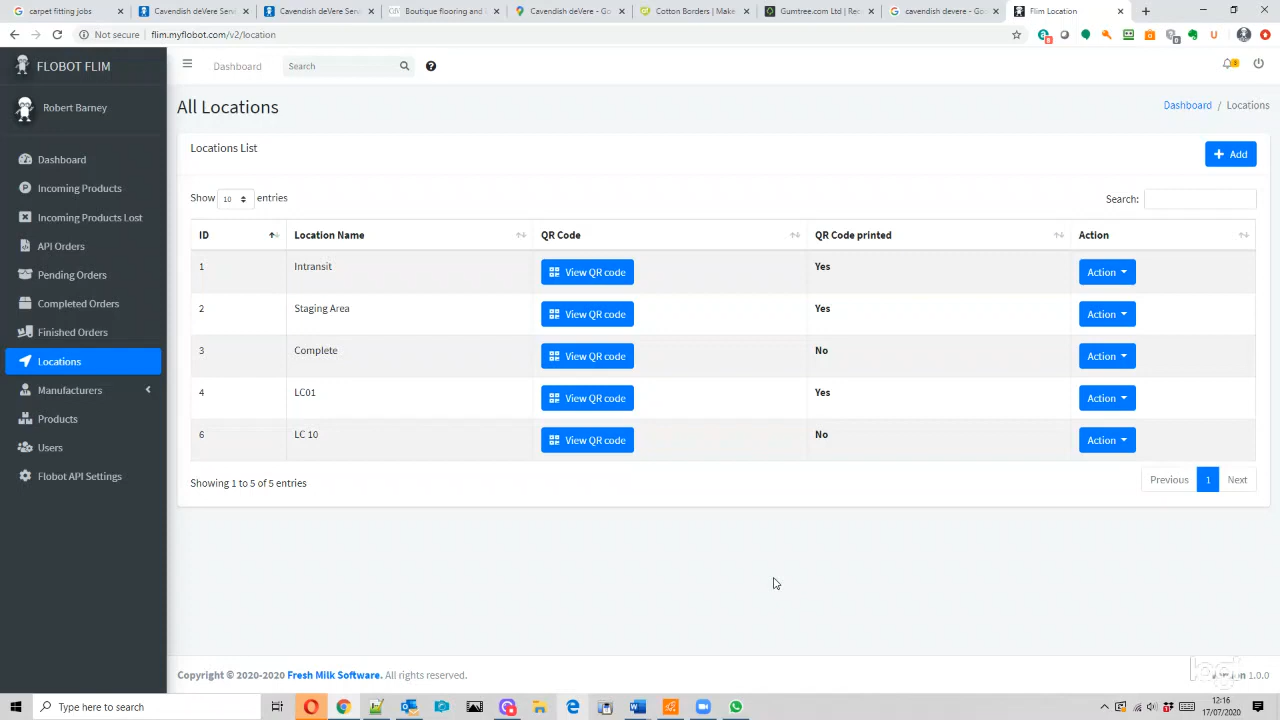 carpet fitting jobs
Cavendish deVere Serv
Cavendish deVere Serv
Boutique flooring and
Cavendish deVere - Go
Cotton Borders | Make
Gumtree.com Ltd | Re
cavendish devere - Go
Flim Location
Not secure | flim.myflobot.com/v2/location
FLOBOT FLIM
Dashboard
Search
3
Robert Barney
All Locations
Dashboard / Locations
Locations List
Add
Dashboard
Incoming Products
Incoming Products Lost
API Orders
Pending Orders
Completed Orders
Finished Orders
Locations
Manufacturers
Products
Users
Flobot API Settings
Show 10 entries
Search:
ID Location Name QR Code QR Code printed Action
1 Intransit View QR code Yes Action
2 Staging Area View QR code Yes Action
3 Complete View QR code No Action
4 LC01 View QR code Yes Action
6 LC 10 View QR code No Action
Showing 1 to 5 of 5 entries
Previous 1 Next
Copyright © 2020-2020 Fresh Milk Software. All rights reserved.
1.0.0
Type here to search
12:16
17/07/2020